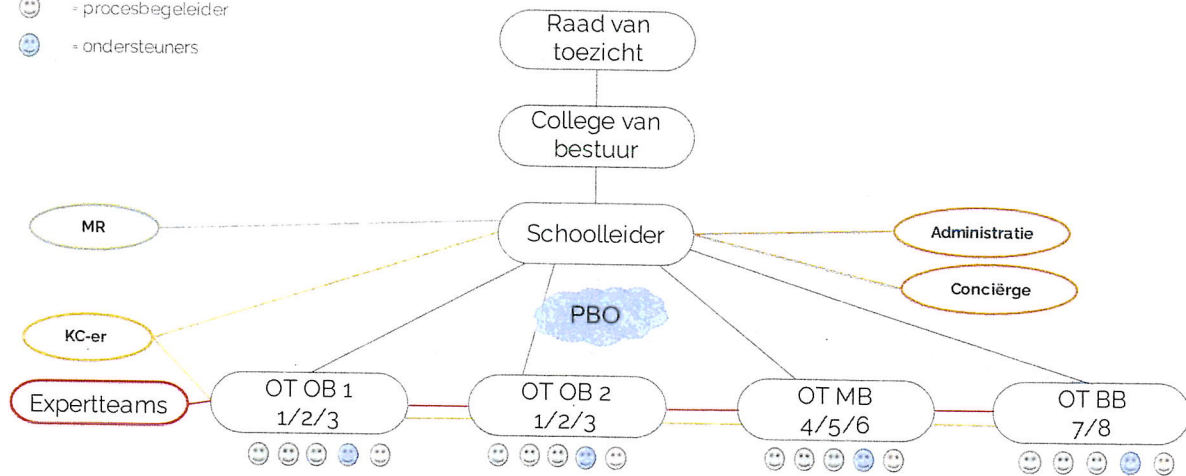 = procesbegeleider
= ondersteuners
Raad van
toezicht
College van
bestuur
MR
Schoolleider
Administratie
Conciërge
PBO
KC-er
Expertteams
OT OB 1
1/2/3
OT OB 2
1/2/3
OT MB
4/5/6
OT BB
7/8